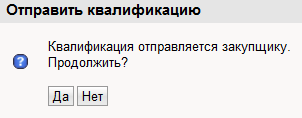 Отправить квалификацию
Квалификация отправляется закупщику.
Продолжить?
Да Нет